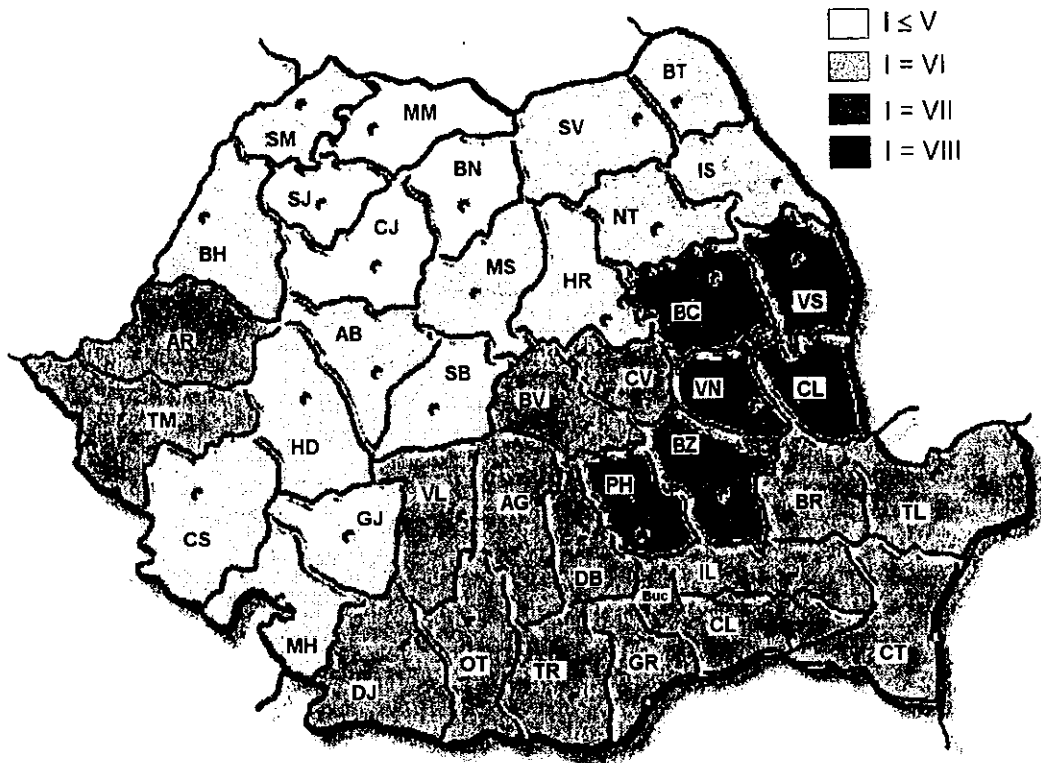 I ≤ V
I = VI
I = VII
I = VIII
BT
MM
SV
SM
BN
IS
SJ
NT
CJ
BH
MS
HR
VS
BC
AR
AB
SB
CV
VN
CL
BV
TM
HD
BZ
PH
VL
AG
BR
TL
GJ
CS
DB
IL
Buc
CL
MH
OT
TR
GR
CT
DJ